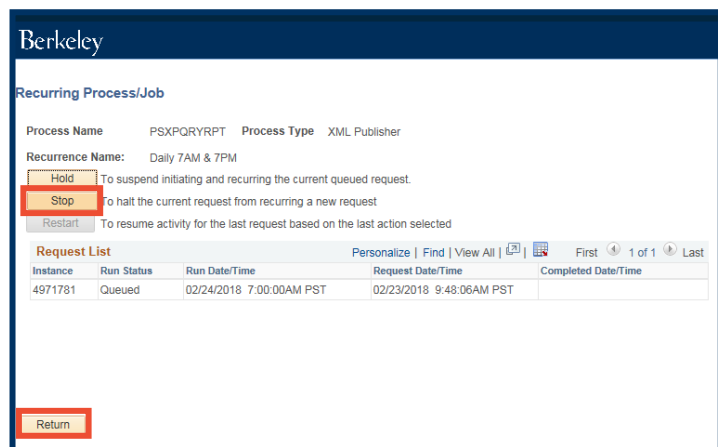 Berkeley
Recurring Process/Job
Process Name PSXPQRYRPT Process Type XML Publisher
Recurrence Name: Daily 7AM & 7PM
Hold To suspend initiating and recurring the current queued request.
Stop To halt the current request from recurring a new request
Restart To resume activity for the last request based on the last action selected
Request List Personalize | Find | View All | | First 1 of 1 Last
Instance Run Status Run Date/Time Request Date/Time Completed Date/Time
4971781 Queued 02/24/2018 7:00:00AM PST 02/23/2018 9:48:06AM PST
Return